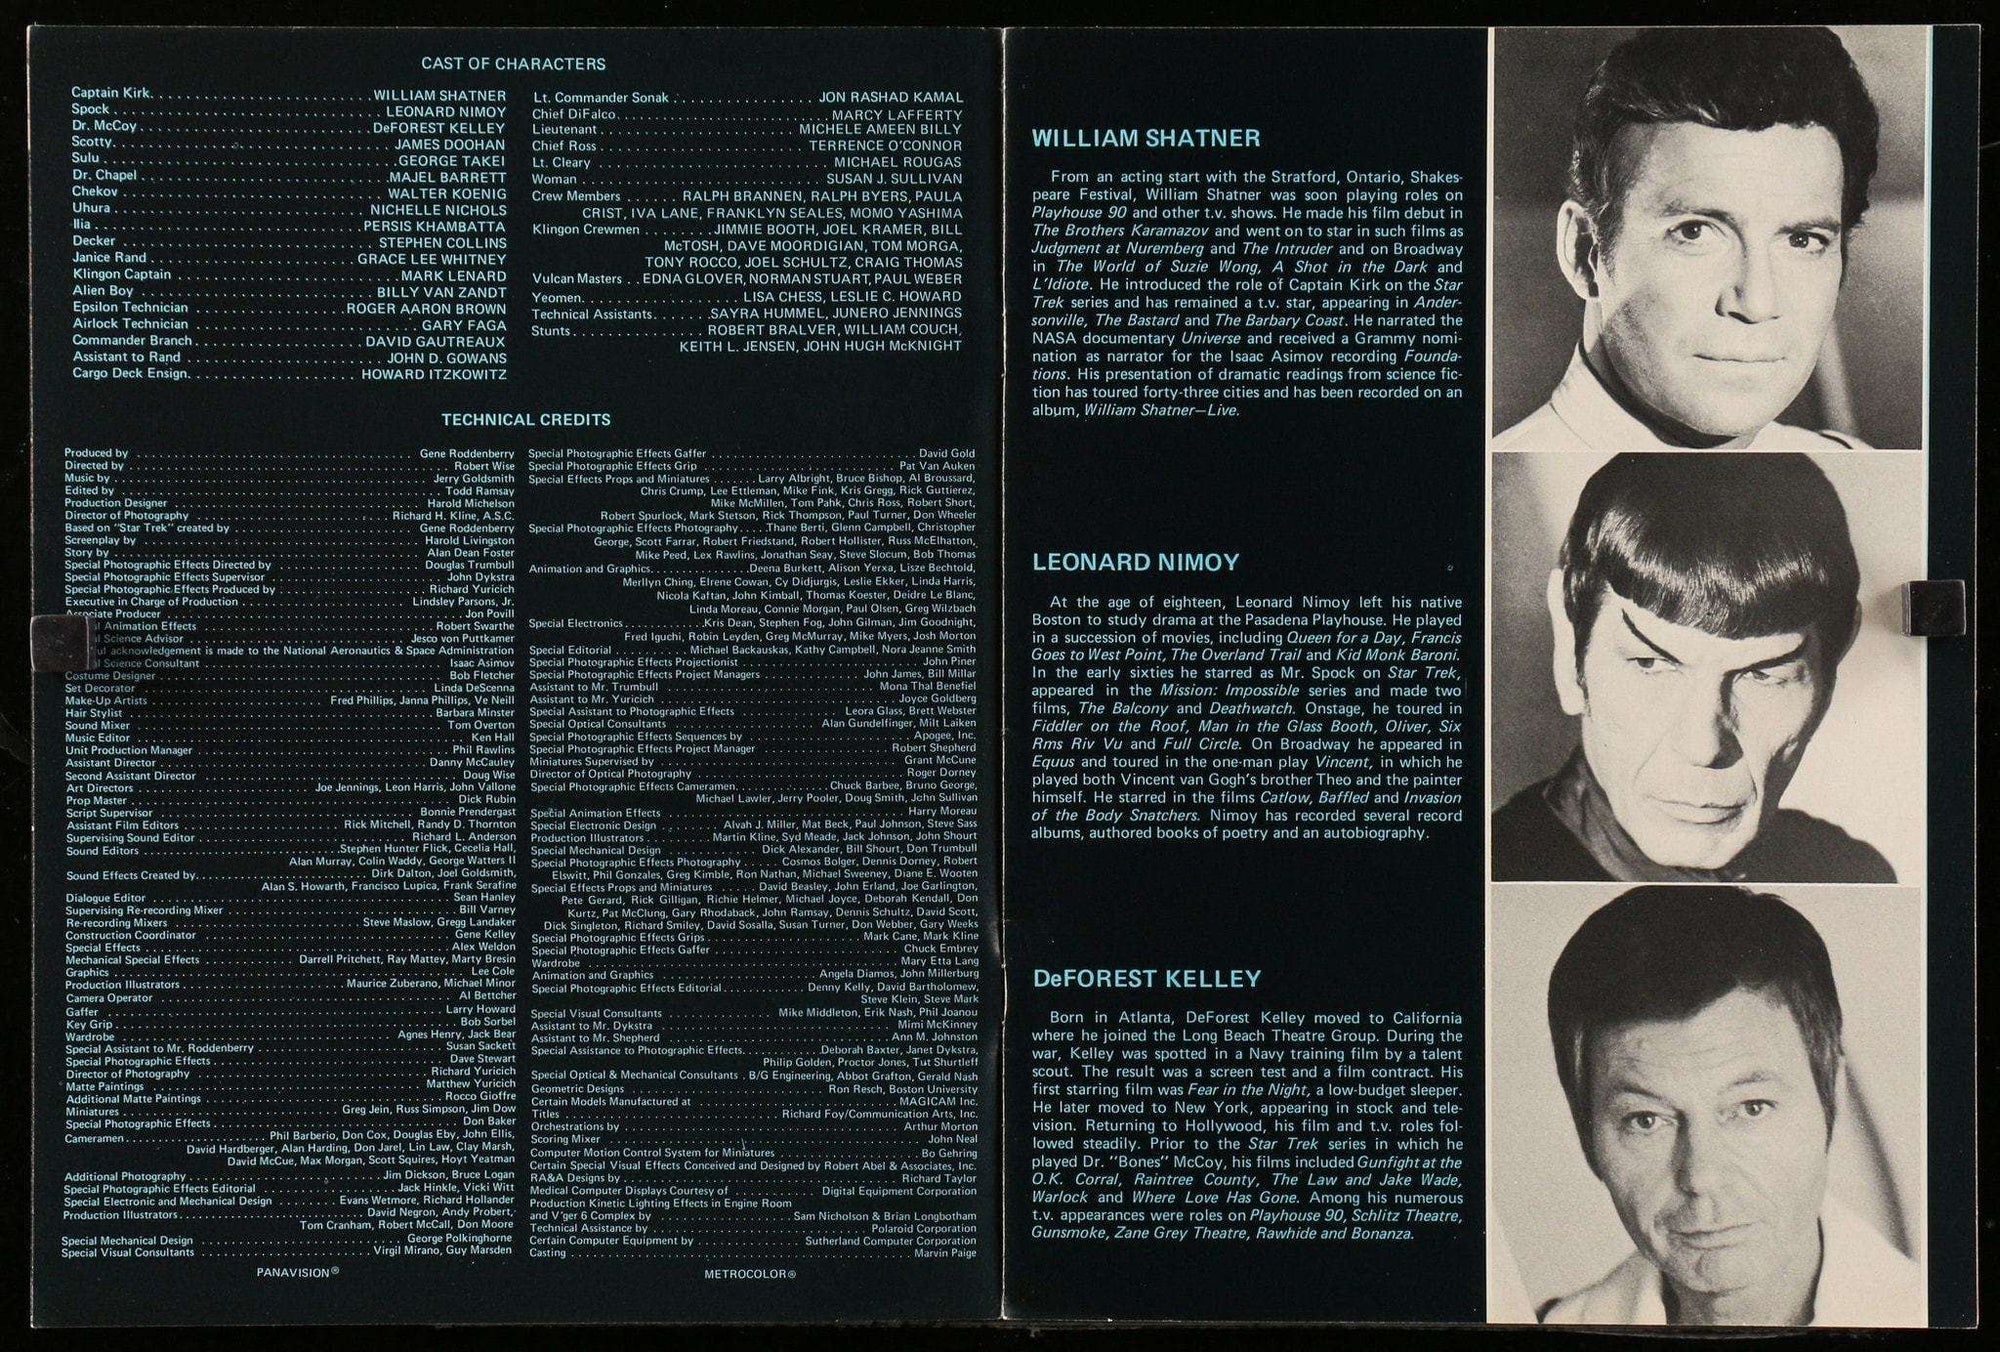 CAST OF CHARACTERS
Captain Kirk. . . . . WILLIAM SHATNER
Spock . . . . . LEONARD NIMOY
Dr. McCoy . . . . . DeFOREST KELLEY
Scotty. . . . . JAMES DOOHAN
Sulu . . . . . GEORGE TAKEI
Dr. Chapel . . . . . MAJEL BARRETT
Chekov . . . . . WALTER KOENIG
Uhura . . . . . NICHELLE NICHOLS
Ilia . . . . . PERSIS KHAMBATTA
Decker . . . . . STEPHEN COLLINS
Janice Rand . . . . . GRACE LEE WHITNEY
Klingon Captain . . . . . MARK LENARD
Alien Boy . . . . . BILLY VAN ZANDT
Epsilon Technician . . . . . ROGER AARON BROWN
Airlock Technician . . . . . GARY FAGA
Commander Branch . . . . . DAVID GAUTREAUX
Assistant to Rand . . . . . JOHN D. GOWANS
Cargo Deck Ensign. . . . . HOWARD ITZKOWITZ
Lt. Commander Sonak . . . . . JON RASHAD KAMAL
Chief DiFalco. . . . . MARCY LAFFERTY
Lieutenant . . . . . MICHELE AMEEN BILLY
Chief Ross . . . . . TERRENCE O'CONNOR
Lt. Cleary . . . . . MICHAEL ROUGAS
Woman . . . . . SUSAN J. SULLIVAN
Crew Members . . . . . RALPH BRANNEN, RALPH BYERS, PAULA
CRIST, IVA LANE, FRANKLYN SEALES, MOMO YASHIMA
Klingon Crewmen . . . . . JIMMIE BOOTH, JOEL KRAMER, BILL
McTOSH, DAVE MOORDIGIAN, TOM MORGA,
TONY ROCCO, JOEL SCHULTZ, CRAIG THOMAS
Vulcan Masters . . EDNA GLOVER, NORMAN STUART, PAUL WEBER
Yeomen. . . . . LISA CHESS, LESLIE C. HOWARD
Technical Assistants. . . . . SAYRA HUMMEL, JUNERO JENNINGS
Stunts . . . . . ROBERT BRALVER, WILLIAM COUCH,
KEITH L. JENSEN, JOHN HUGH McKNIGHT
TECHNICAL CREDITS
Produced by . . . . . Gene Roddenberry
Directed by . . . . . Robert Wise
Music by . . . . . Jerry Goldsmith
Edited by . . . . . Todd Ramsay
Production Designer . . . . . Harold Michelson
Director of Photography . . . . . Richard H. Kline, A.S.C.
Based on "Star Trek" created by . . . . . Gene Roddenberry
Screenplay by . . . . . Harold Livingston
Story by . . . . . Alan Dean Foster
Special Photographic Effects Directed by . . . . . Douglas Trumbull
Special Photographic Effects Supervisor . . . . . John Dykstra
Special Photographic Effects Produced by . . . . . Richard Yuricich
Executive in Charge of Production . . . . . Lindsley Parsons, Jr.
Associate Producer . . . . . Jon Povill
Animation Effects . . . . . Robert Swarthe
Science Advisor . . . . . Jesco von Puttkamer
acknowledgement is made to the National Aeronautics & Space Administration
Science Consultant . . . . . Isaac Asimov
Costume Designer . . . . . Bob Fletcher
Set Decorator . . . . . Linda DeScenna
Make-Up Artists . . . . . Fred Phillips, Janna Phillips, Ve Neill
Hair Stylist . . . . . Barbara Minster
Sound Mixer . . . . . Tom Overton
Music Editor . . . . . Ken Hall
Unit Production Manager . . . . . Phil Rawlins
Assistant Director . . . . . Danny McCauley
Second Assistant Director . . . . . Doug Wise
Art Directors . . . . . Joe Jennings, Leon Harris, John Vallone
Prop Master . . . . . Dick Rubin
Script Supervisor . . . . . Bonnie Prendergast
Assistant Film Editors . . . . . Rick Mitchell, Randy D. Thornton
Supervising Sound Editor . . . . . Richard L. Anderson
Sound Editors . . . . . Stephen Hunter Flick, Cecelia Hall,
Alan Murray, Colin Waddy, George Watters II
Sound Effects Created by. . . . . Dirk Dalton, Joel Goldsmith,
Alan S. Howarth, Francisco Lupica, Frank Serafine
Dialogue Editor . . . . . Sean Hanley
Supervising Re-recording Mixer . . . . . Bill Varney
Re-recording Mixers . . . . . Steve Maslow, Gregg Landaker
Construction Coordinator . . . . . Gene Kelley
Special Effects . . . . . Alex Weldon
Mechanical Special Effects . . . . . Darrell Pritchett, Ray Mattey, Marty Bresin
Graphics . . . . . Lee Cole
Production Illustrators . . . . . Maurice Zuberano, Michael Minor
Camera Operator . . . . . Al Bettcher
Gaffer . . . . . Larry Howard
Key Grip . . . . . Bob Sorbel
Wardrobe . . . . . Agnes Henry, Jack Bear
Special Assistant to Mr. Roddenberry . . . . . Susan Sackett
Special Photographic Effects . . . . . Dave Stewart
Director of Photography . . . . . Richard Yuricich
Matte Paintings . . . . . Matthew Yuricich
Additional Matte Paintings . . . . . Rocco Gioffre
Miniatures . . . . . Greg Jein, Russ Simpson, Jim Dow
Special Photographic Effects . . . . . Don Baker
Cameramen . . . . . Phil Barberio, Don Cox, Douglas Eby, John Ellis,
David Hardberger, Alan Harding, Don Jarel, Lin Law, Clay Marsh,
David McCue, Max Morgan, Scott Squires, Hoyt Yeatman
Additional Photography . . . . . Jim Dickson, Bruce Logan
Special Photographic Effects Editorial . . . . . Jack Hinkle, Vicki Witt
Special Electronic and Mechanical Design . . . . . Evans Wetmore, Richard Hollander
Production Illustrators . . . . . David Negron, Andy Probert,
Tom Cranham, Robert McCall, Don Moore
Special Mechanical Design . . . . . George Polkinghorne
Special Visual Consultants . . . . . Virgil Mirano, Guy Marsden
PANAVISION®
Special Photographic Effects Gaffer . . . . . David Gold
Special Photographic Effects Grip . . . . . Pat Van Auken
Special Effects Props and Miniatures . . . . . Larry Albright, Bruce Bishop, Al Broussard,
Chris Crump, Lee Ettleman, Mike Fink, Kris Gregg, Rick Guttierez,
Mike McMillen, Tom Pahk, Chris Ross, Robert Short,
Robert Spurlock, Mark Stetson, Rick Thompson, Paul Turner, Don Wheeler
Special Photographic Effects Photography . . . . . Thane Berti, Glenn Campbell, Christopher
George, Scott Farrar, Robert Friedstand, Robert Hollister, Russ McElhatton,
Mike Peed, Lex Rawlins, Jonathan Seay, Steve Slocum, Bob Thomas
Animation and Graphics. . . . . Deena Burkett, Alison Yerxa, Lisze Bechtold,
Merllyn Ching, Elrene Cowan, Cy Didjurgis, Leslie Ekker, Linda Harris,
Nicola Kaftan, John Kimball, Thomas Koester, Deidre Le Blanc,
Linda Moreau, Connie Morgan, Paul Olsen, Greg Wilzbach
Special Electronics . . . . . Kris Dean, Stephen Fog, John Gilman, Jim Goodnight,
Fred Iguchi, Robin Leyden, Greg McMurray, Mike Myers, Josh Morton
Special Editorial . . . . . Michael Backauskas, Kathy Campbell, Nora Jeanne Smith
Special Photographic Effects Projectionist . . . . . John Piner
Special Photographic Effects Project Managers . . . . . John James, Bill Millar
Assistant to Mr. Trumbull . . . . . Mona Thal Benefiel
Assistant to Mr. Yuricich . . . . . Joyce Goldberg
Special Assistant to Photographic Effects . . . . . Leora Glass, Brett Webster
Special Optical Consultants . . . . . Alan Gundelfinger, Milt Laiken
Special Photographic Effects Sequences by . . . . . Apogee, Inc.
Special Photographic Effects Project Manager . . . . . Robert Shepherd
Miniatures Supervised by . . . . . Grant McCune
Director of Optical Photography . . . . . Roger Dorney
Special Photographic Effects Cameramen. . . . . Chuck Barbee, Bruno George,
Michael Lawler, Jerry Pooler, Doug Smith, John Sullivan
Special Animation Effects . . . . . Harry Moreau
Special Electronic Design . . . . . Alvah J. Miller, Mat Beck, Paul Johnson, Steve Sass
Production Illustrators . . . . . Martin Kline, Syd Meade, Jack Johnson, John Shourt
Special Mechanical Design . . . . . Dick Alexander, Bill Shourt, Don Trumbull
Special Photographic Effects Photography . . . . . Cosmos Bolger, Dennis Dorney, Robert
Elswitt, Phil Gonzales, Greg Kimble, Ron Nathan, Michael Sweeney, Diane E. Wooten
Special Effects Props and Miniatures . . . . . David Beasley, John Erland, Joe Garlington,
Pete Gerard, Rick Gilligan, Richie Helmer, Michael Joyce, Deborah Kendall, Don
Kurtz, Pat McClung, Gary Rhodaback, John Ramsay, Dennis Schultz, David Scott,
Dick Singleton, Richard Smiley, David Sosalla, Susan Turner, Don Webber, Gary Weeks
Special Photographic Effects Grips . . . . . Mark Cane, Mark Kline
Special Photographic Effects Gaffer . . . . . Chuck Embrey
Wardrobe . . . . . Mary Etta Lang
Animation and Graphics . . . . . Angela Diamos, John Millerburg
Special Photographic Effects Editorial . . . . . Denny Kelly, David Bartholomew,
Steve Klein, Steve Mark
Special Visual Consultants . . . . . Mike Middleton, Erik Nash, Phil Joanou
Assistant to Mr. Dykstra . . . . . Mimi McKinney
Assistant to Mr. Shepherd . . . . . Ann M. Johnston
Special Assistance to Photographic Effects. . . . . Deborah Baxter, Janet Dykstra,
Philip Golden, Proctor Jones, Tut Shurtleff
Special Optical & Mechanical Consultants . B/G Engineering, Abbot Grafton, Gerald Nash
Geometric Designs . . . . . Ron Resch, Boston University
Certain Models Manufactured at . . . . . MAGICAM Inc.
Titles . . . . . Richard Foy/Communication Arts, Inc.
Orchestrations by . . . . . Arthur Morton
Scoring Mixer . . . . . John Neal
Computer Motion Control System for Miniatures . . . . . Bo Gehring
Certain Special Visual Effects Conceived and Designed by Robert Abel & Associates, Inc.
RA&A Designs by . . . . . Richard Taylor
Medical Computer Displays Courtesy of . . . . . Digital Equipment Corporation
Production Kinetic Lighting Effects in Engine Room
and V'ger 6 Complex by . . . . . Sam Nicholson & Brian Longbotham
Technical Assistance by . . . . . Polaroid Corporation
Certain Computer Equipment by . . . . . Sutherland Computer Corporation
Casting . . . . . Marvin Paige
METROCOLOR®
WILLIAM SHATNER
From an acting start with the Stratford, Ontario, Shakes-
peare Festival, William Shatner was soon playing roles on
Playhouse 90 and other t.v. shows. He made his film debut in
The Brothers Karamazov and went on to star in such films as
Judgment at Nuremberg and The Intruder and on Broadway
in The World of Suzie Wong, A Shot in the Dark and
L'Idiote. He introduced the role of Captain Kirk on the Star
Trek series and has remained a t.v. star, appearing in Ander-
sonville, The Bastard and The Barbary Coast. He narrated the
NASA documentary Universe and received a Grammy nomi-
nation as narrator for the Isaac Asimov recording Founda-
tions. His presentation of dramatic readings from science fic-
tion has toured forty-three cities and has been recorded on an
album, William Shatner—Live.
LEONARD NIMOY
At the age of eighteen, Leonard Nimoy left his native
Boston to study drama at the Pasadena Playhouse. He played
in a succession of movies, including Queen for a Day, Francis
Goes to West Point, The Overland Trail and Kid Monk Baroni.
In the early sixties he starred as Mr. Spock on Star Trek,
appeared in the Mission: Impossible series and made two
films, The Balcony and Deathwatch. Onstage, he toured in
Fiddler on the Roof, Man in the Glass Booth, Oliver, Six
Rms Riv Vu and Full Circle. On Broadway he appeared in
Equus and toured in the one-man play Vincent, in which he
played both Vincent van Gogh's brother Theo and the painter
himself. He starred in the films Catlow, Baffled and Invasion
of the Body Snatchers. Nimoy has recorded several record
albums, authored books of poetry and an autobiography.
DeFOREST KELLEY
Born in Atlanta, DeForest Kelley moved to California
where he joined the Long Beach Theatre Group. During the
war, Kelley was spotted in a Navy training film by a talent
scout. The result was a screen test and a film contract. His
first starring film was Fear in the Night, a low-budget sleeper.
He later moved to New York, appearing in stock and tele-
vision. Returning to Hollywood, his film and t.v. roles fol-
lowed steadily. Prior to the Star Trek series in which he
played Dr. "Bones" McCoy, his films included Gunfight at the
O.K. Corral, Raintree County, The Law and Jake Wade,
Warlock and Where Love Has Gone. Among his numerous
t.v. appearances were roles on Playhouse 90, Schlitz Theatre,
Gunsmoke, Zane Grey Theatre, Rawhide and Bonanza.